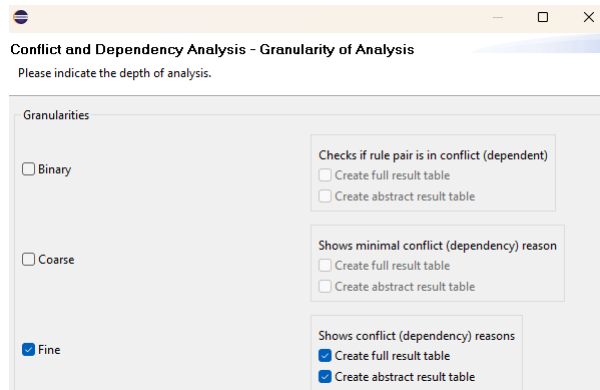 Conflict and Dependency Analysis - Granularity of Analysis
Please indicate the depth of analysis.
Granularities
Binary
Checks if rule pair is in conflict (dependent)
Create full result table
Create abstract result table
Coarse
Shows minimal conflict (dependency) reason
Create full result table
Create abstract result table
Fine
Shows conflict (dependency) reasons
Create full result table
Create abstract result table